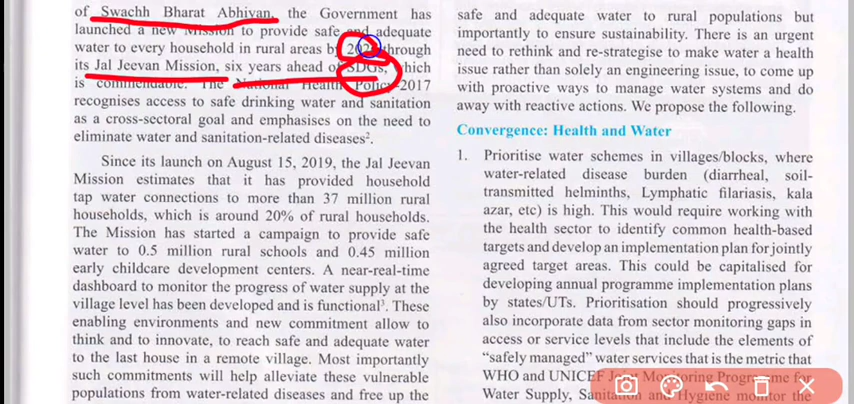 of Swachh Bharat Abhiyan, the Government has
launched a new Mission to provide safe and adequate
water to every household in rural areas by through
its Jal Jeevan Mission, six years ahead of SDGs, which
is commendable. The National Health Policy 2017
recognises access to safe drinking water and sanitation
as a cross-sectoral goal and emphasises on the need to
eliminate water and sanitation-related diseases².
Since its launch on August 15, 2019, the Jal Jeevan
Mission estimates that it has provided household
tap water connections to more than 37 million rural
households, which is around 20% of rural households.
The Mission has started a campaign to provide safe
water to 0.5 million rural schools and 0.45 million
early childcare development centers. A near-real-time
dashboard to monitor the progress of water supply at the
village level has been developed and is functional³. These
enabling environments and new commitment allow to
think and to innovate, to reach safe and adequate water
to the last house in a remote village. Most importantly
such commitments will help alleviate these vulnerable
populations from water-related diseases and free up the
safe and adequate water to rural populations but
importantly to ensure sustainability. There is an urgent
need to rethink and re-strategise to make water a health
issue rather than solely an engineering issue, to come up
with proactive ways to manage water systems and do
away with reactive actions. We propose the following.
Convergence: Health and Water
1. Prioritise water schemes in villages/blocks, where
water-related disease burden (diarrheal, soil-
transmitted helminths, Lymphatic filariasis, kala
azar, etc) is high. This would require working with
the health sector to identify common health-based
targets and develop an implementation plan for jointly
agreed target areas. This could be capitalised for
developing annual programme implementation plans
by states/UTs. Prioritisation should progressively
also incorporate data from sector monitoring gaps in
access or service levels that include the elements of
“safely managed” water services that is the metric that
WHO and UNICEF Joint Monitoring Programme for
Water Supply, Sanitation and Hygiene monitor the